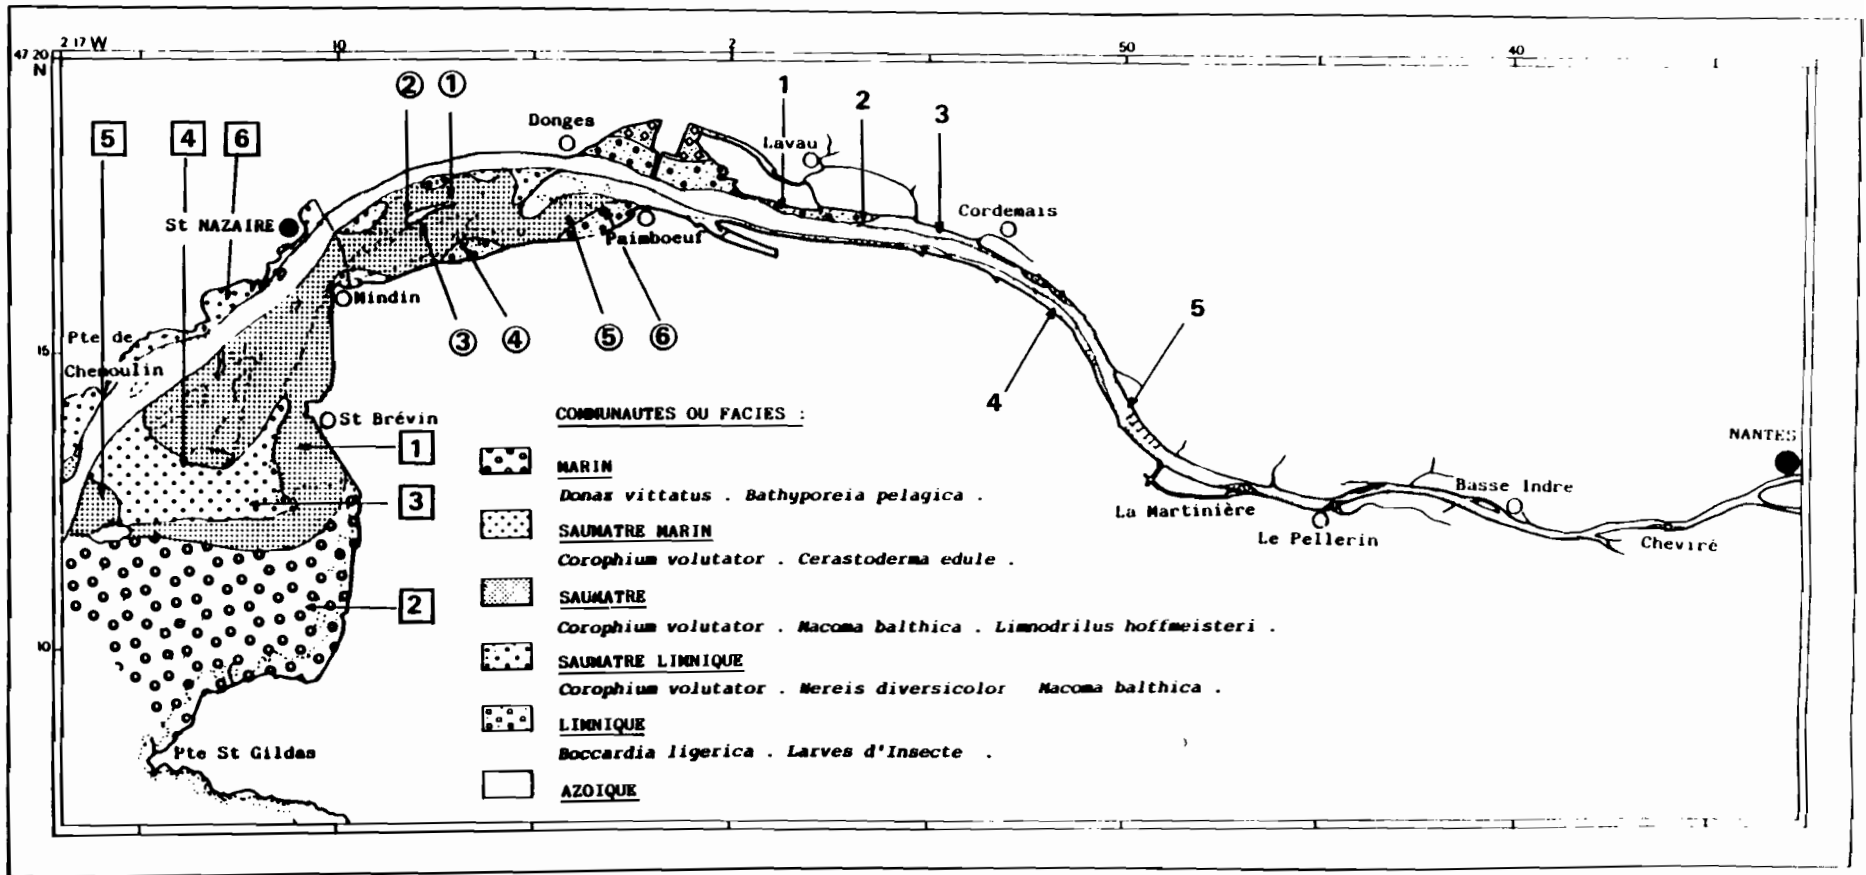 2 17 W
10
2
50
40
47 20
N
2 1
1 2 3
5 4 6
Donges
Lavau
Cordemais
St NAZAIRE
Paimboeuf
Mindin
Pte de
Chemoulin
15
3 4 5 6
4
5
St Brévin
1
3
2
10
NANTES
Basse Indre
La Martinière
Le Pellerin
Cheviré
Pte St Gildas
COMMUNAUTES OU FACIES :
MARIN
Donax vittatus . Bathyporeia pelagica .
SAUMATRE MARIN
Corophium volutator . Cerastoderma edule .
SAUMATRE
Corophium volutator . Macoma balthica . Limnodrilus hoffmeisteri .
SAUMATRE LIMNIQUE
Corophium volutator . Nereis diversicolor Macoma balthica .
LIMNIQUE
Boccardia ligerica . Larves d'Insecte .
AZOIQUE